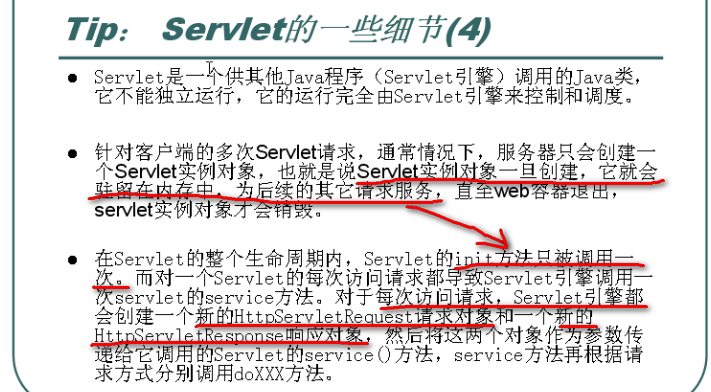 Tip： Servlet的一些细节(4)
Servlet是一个供其他Java程序（Servlet引擎）调用的Java类，
它不能独立运行，它的运行完全由Servlet引擎来控制和调度。
针对客户端的多次Servlet请求，通常情况下，服务器只会创建一
个Servlet实例对象，也就是说Servlet实例对象一旦创建，它就会
驻留在内存中，为后续的其它请求服务，直至web容器退出，
servlet实例对象才会销毁。
在Servlet的整个生命周期内，Servlet的init方法只被调用一
次。而对一个Servlet的每次访问请求都导致Servlet引擎调用一
次servlet的service方法。对于每次访问请求，Servlet引擎都
会创建一个新的HttpServletRequest请求对象和一个新的
HttpServletResponse响应对象，然后将这两个对象作为参数传
递给它调用的Servlet的service()方法，service方法再根据请
求方式分别调用doXXX方法。